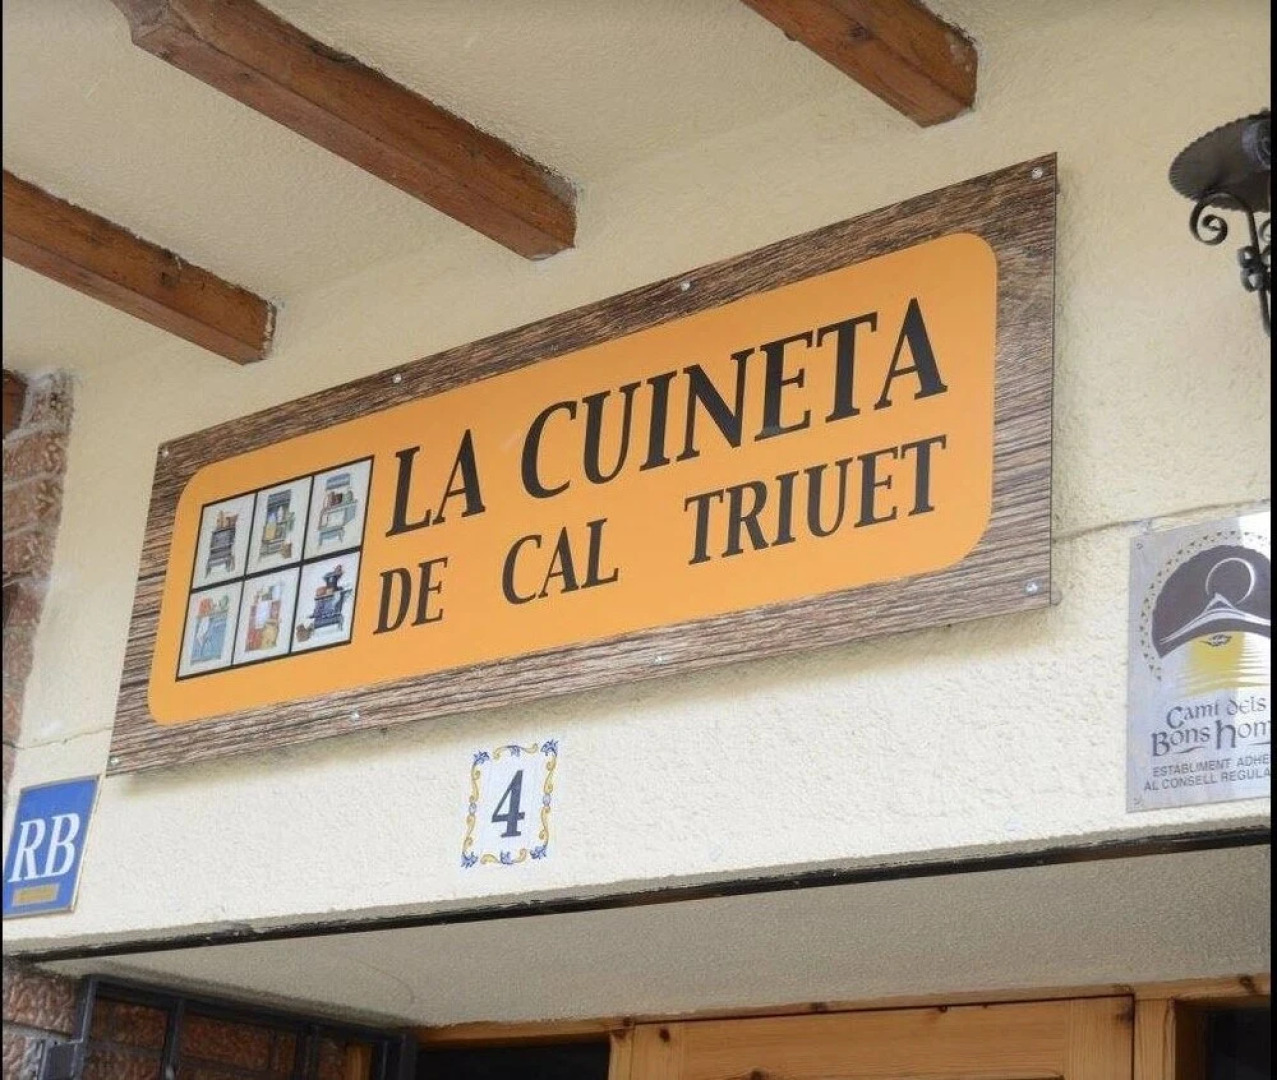 LA CUINETA
DE CAL TRIUET
4
RB
Camí dels
Bons hom
ESTABLIMENT ADHE
AL CONSELL REGULA